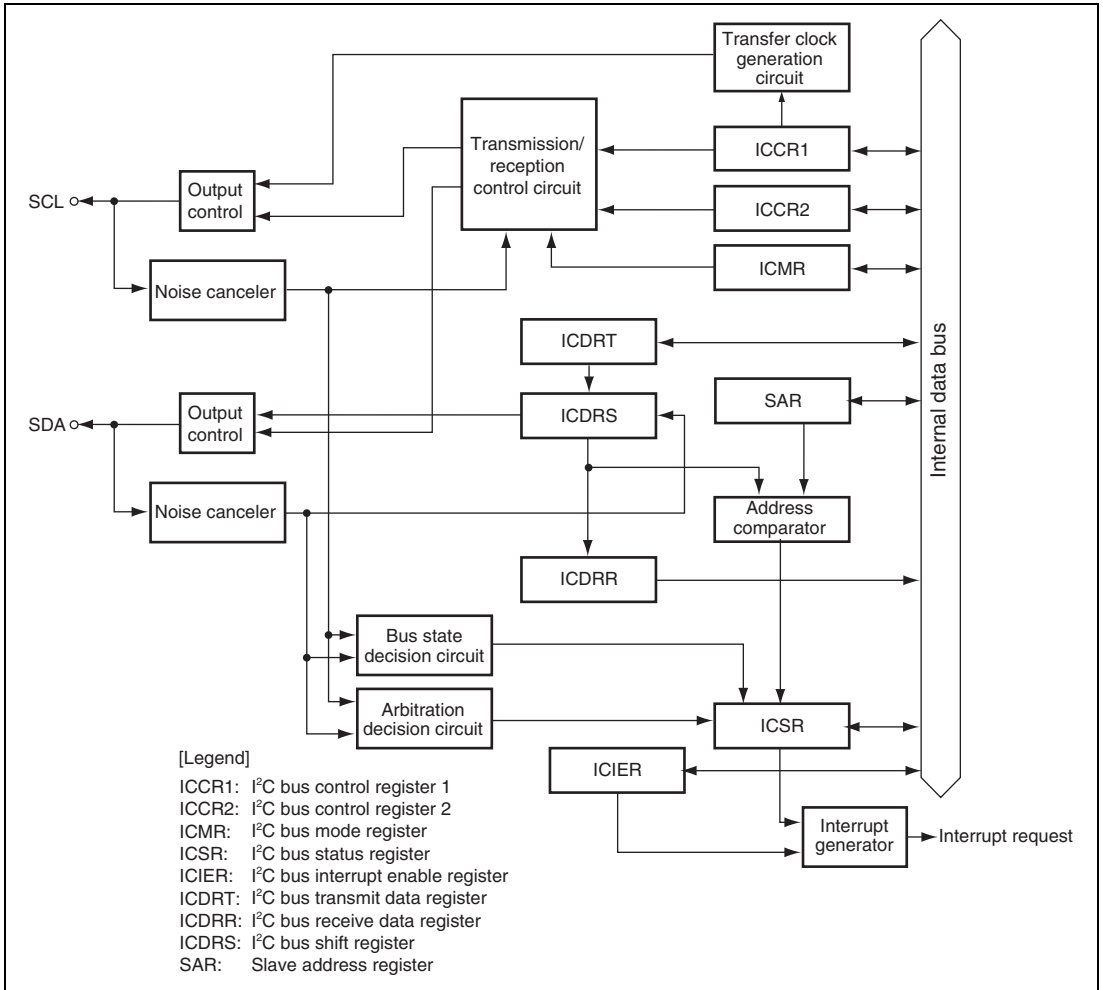 Transfer clock
generation
circuit
Transmission/
reception
control circuit
ICCR1
ICCR2
ICMR
SCL
Output
control
Noise canceler
ICDRT
ICDRS
SAR
SDA
Output
control
Noise canceler
Address
comparator
ICDRR
Internal data bus
Bus state
decision circuit
Arbitration
decision circuit
ICSR
ICIER
Interrupt
generator
Interrupt request
[Legend]
ICCR1: I²C bus control register 1
ICCR2: I²C bus control register 2
ICMR: I²C bus mode register
ICSR: I²C bus status register
ICIER: I²C bus interrupt enable register
ICDRT: I²C bus transmit data register
ICDRR: I²C bus receive data register
ICDRS: I²C bus shift register
SAR: Slave address register